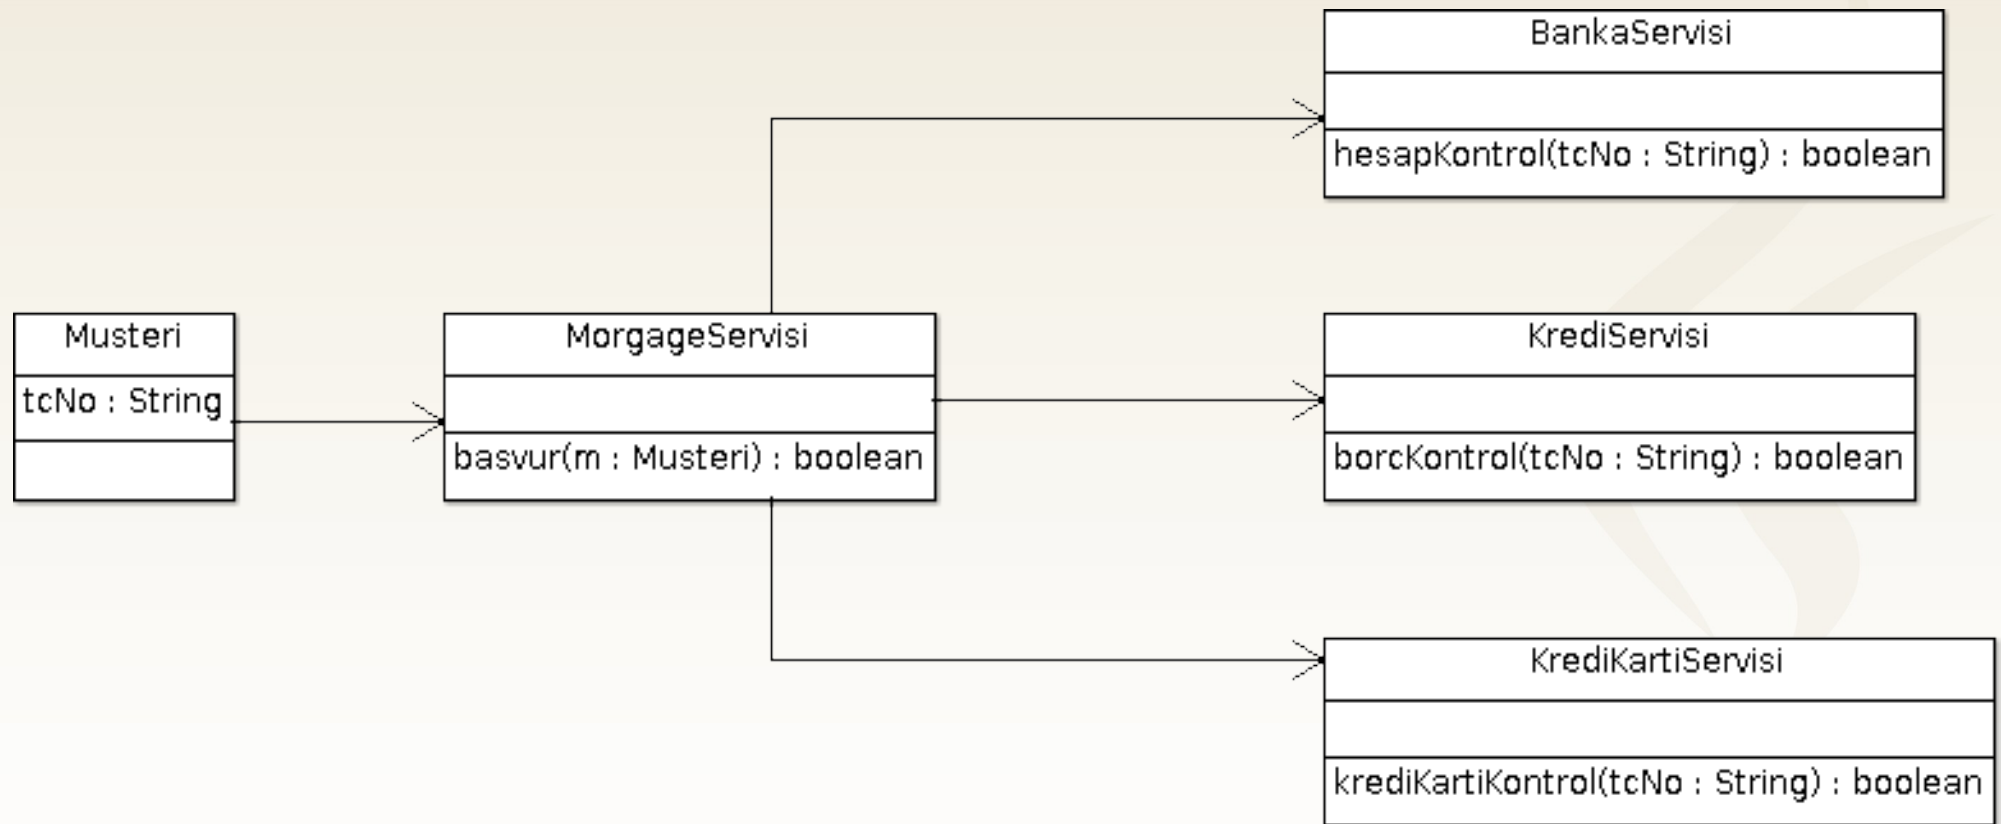 BankaServisi
hesapKontrol(tcNo : String) : boolean
Musteri
tcNo : String
MorgageServisi
basvur(m : Musteri) : boolean
KrediServisi
borcKontrol(tcNo : String) : boolean
KrediKartiServisi
krediKartiKontrol(tcNo : String) : boolean